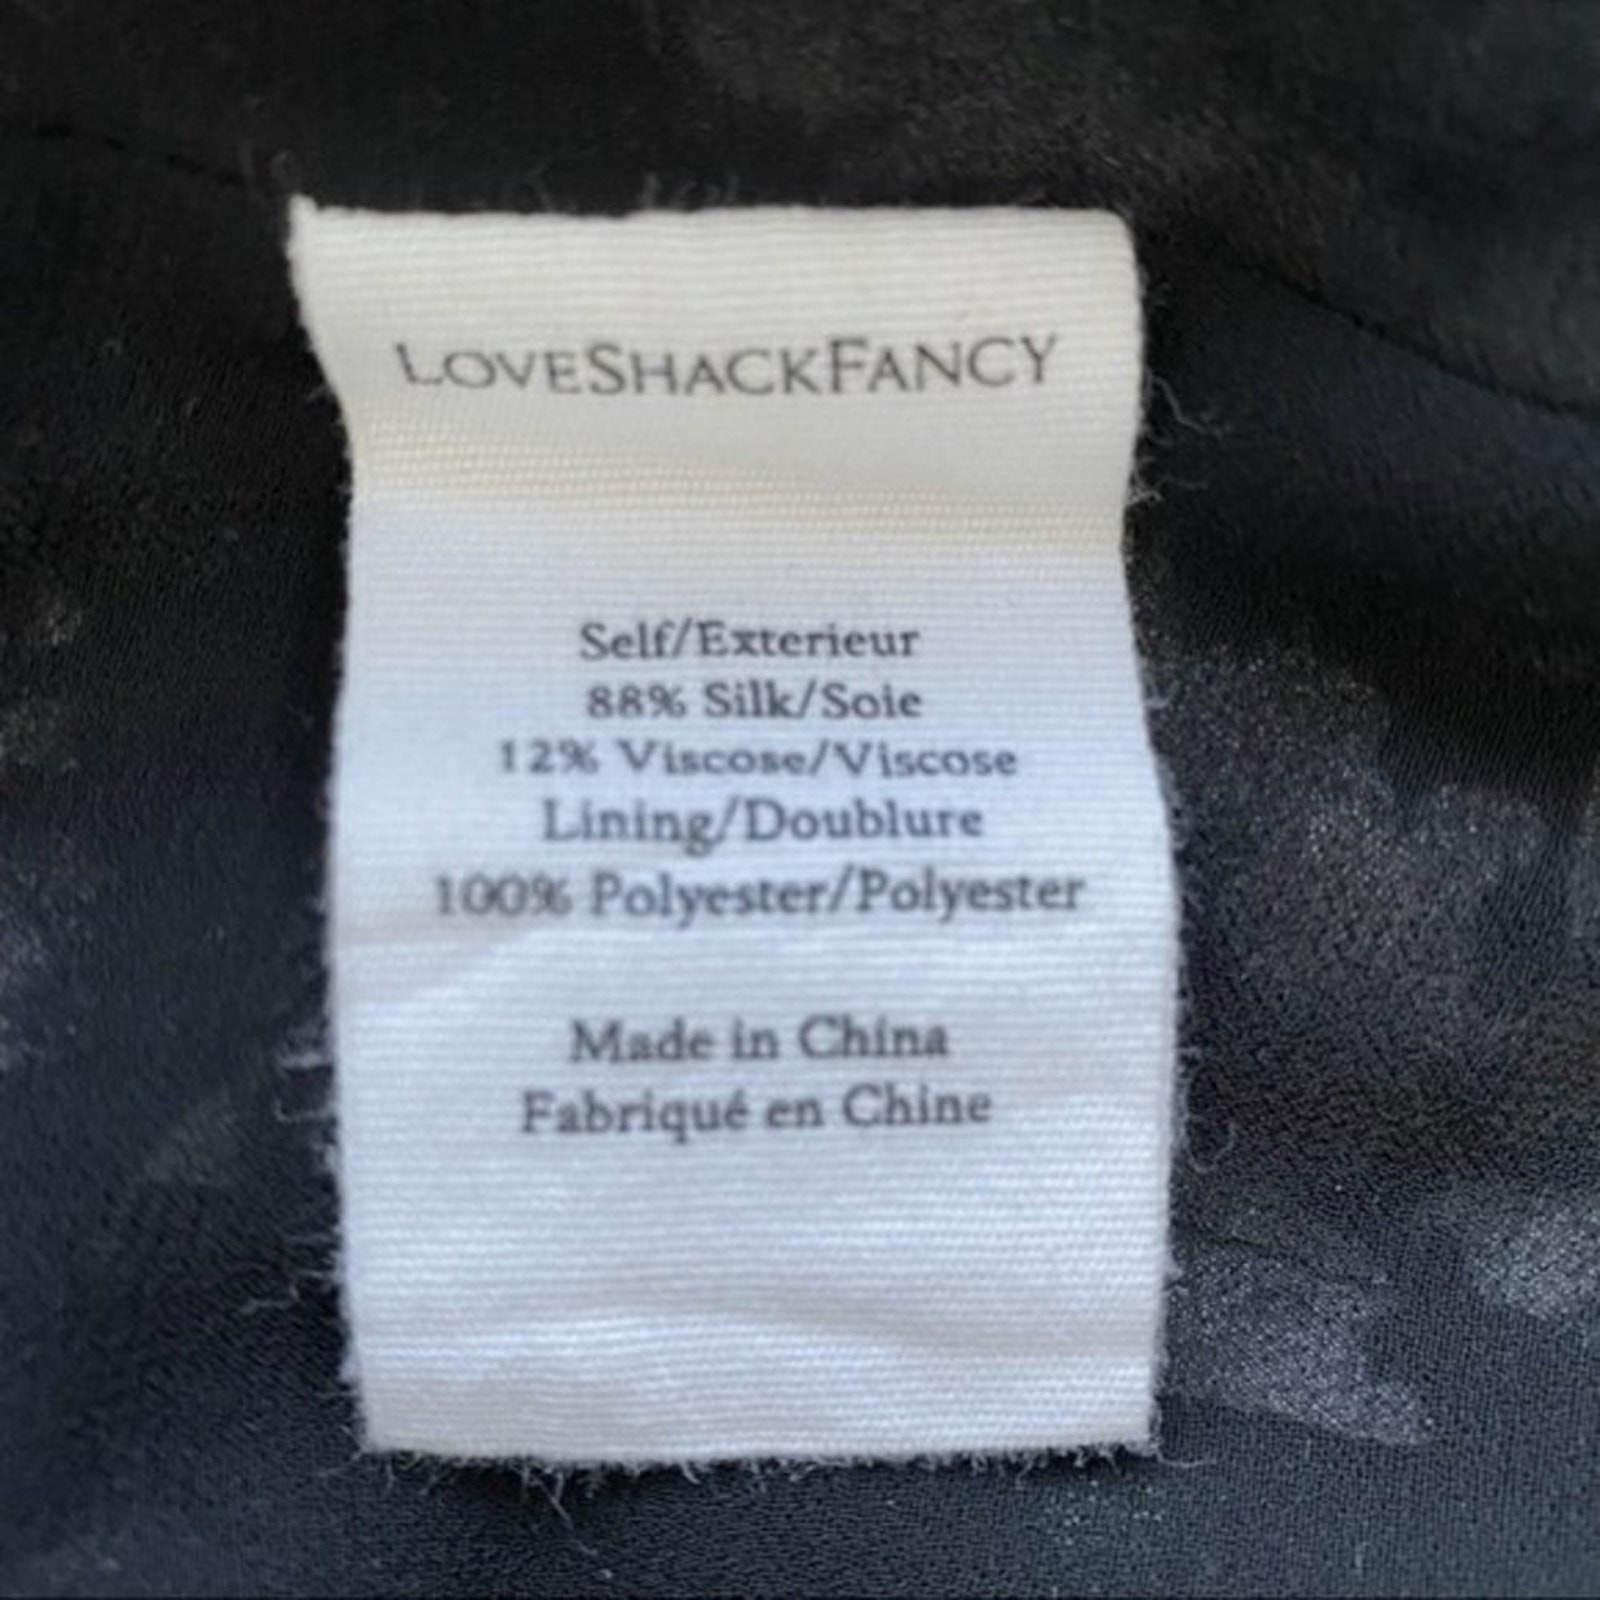 LOVESHACKFANCY
Self/Exterieur
88% Silk/Soie
12% Viscose/Viscose
Lining/Doublure
100% Polyester/Polyester
Made in China
Fabriqué en Chine